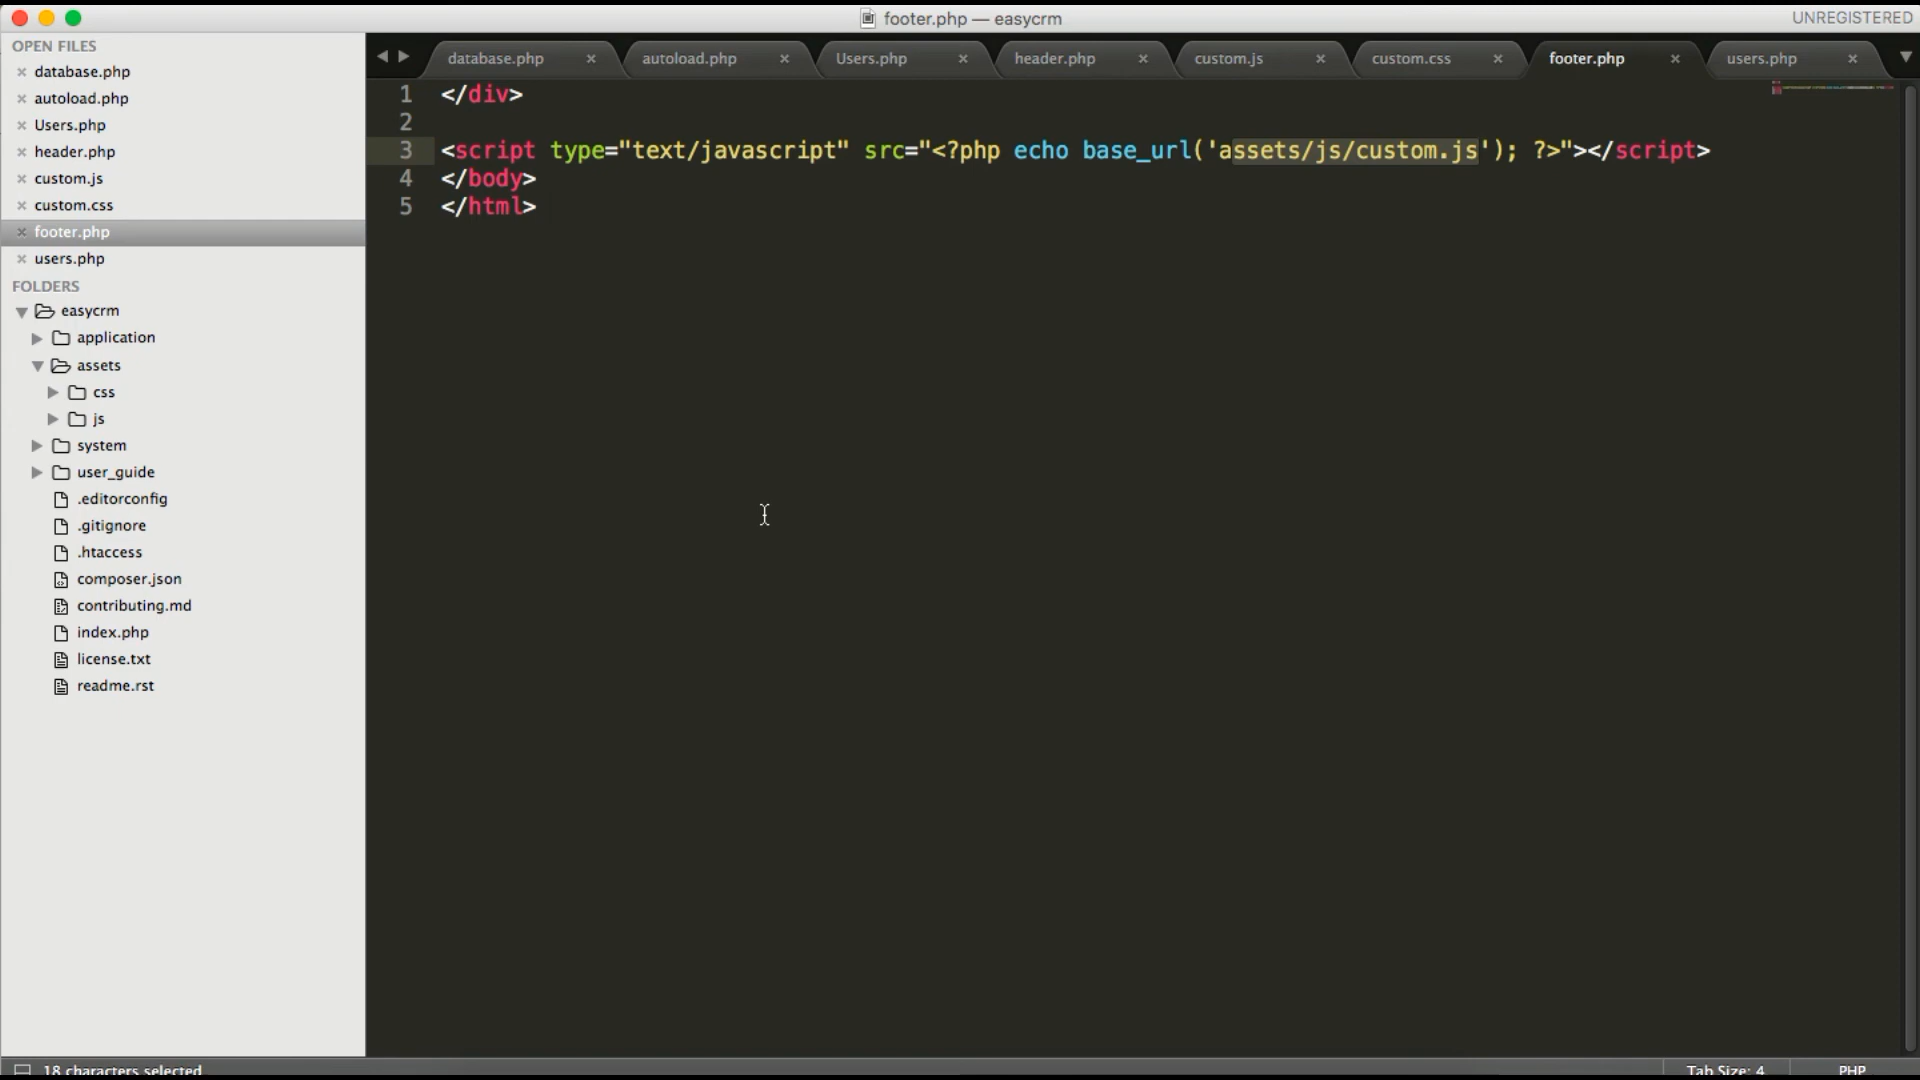 footer.php — easycrm
UNREGISTERED
OPEN FILES
database.php
autoload.php
Users.php
header.php
custom.js
custom.css
footer.php
users.php
FOLDERS
easycrm
application
assets
css
js
system
user_guide
.editorconfig
.gitignore
.htaccess
composer.json
contributing.md
index.php
license.txt
readme.rst
database.php
autoload.php
Users.php
header.php
custom.js
custom.css
footer.php
users.php
1 </div>
2
3 <script type="text/javascript" src="<?php echo base_url('assets/js/custom.js'); ?>"></script>
4 </body>
5 </html>
18 characters selected
Tab Size: 4
PHP